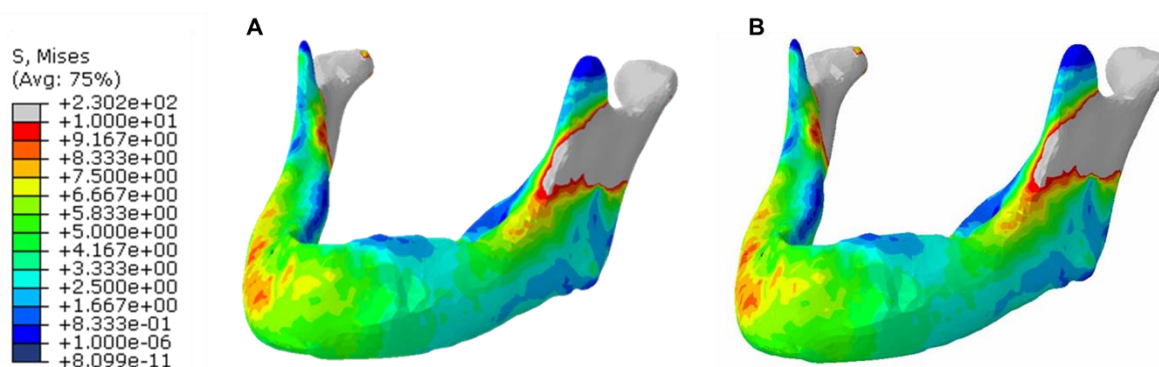 A
B
S, Mises
(Avg: 75%)
+2.302e+02
+1.000e+01
+9.167e+00
+8.333e+00
+7.500e+00
+6.667e+00
+5.833e+00
+5.000e+00
+4.167e+00
+3.333e+00
+2.500e+00
+1.667e+00
+8.333e-01
+1.000e-06
+8.099e-11